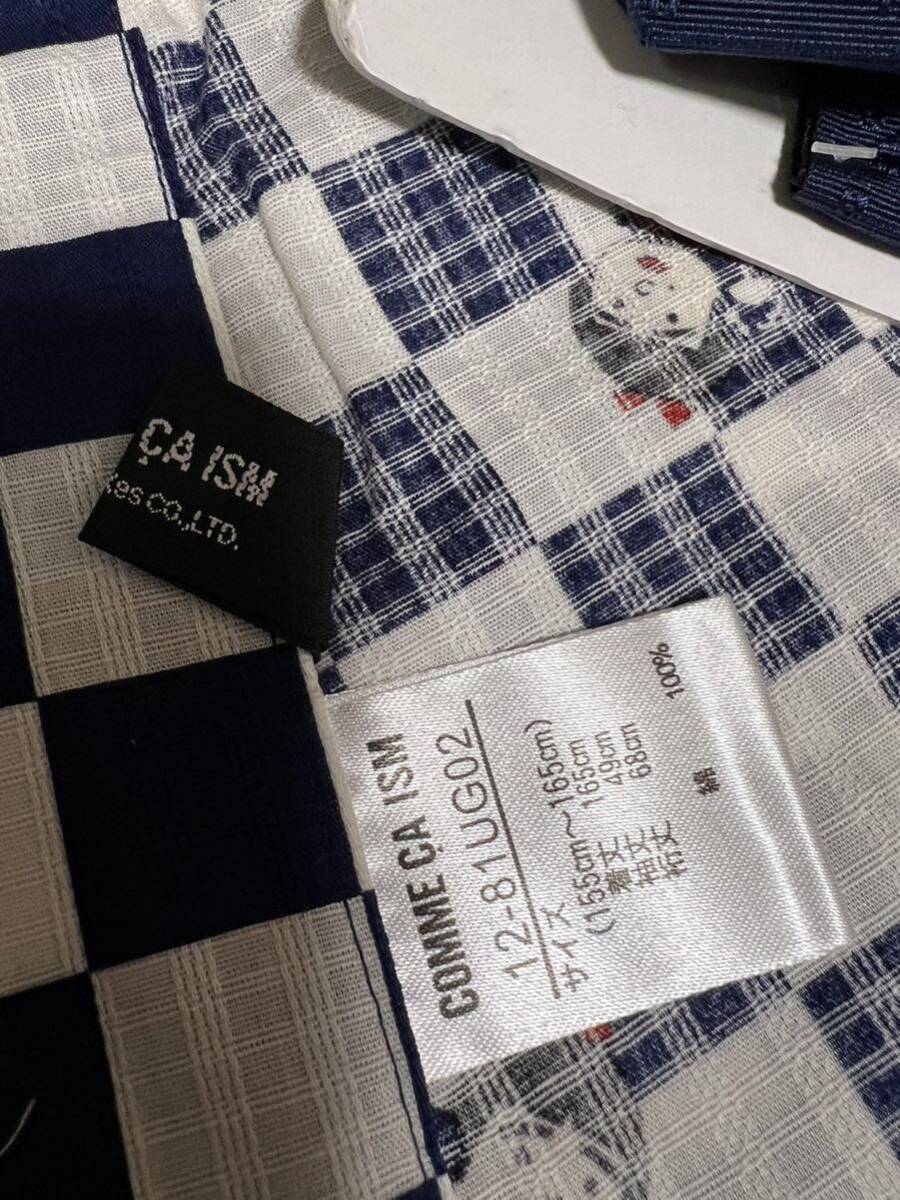 ÇA ISM
CO.,LTD.
COMME ÇA ISM
12-81UG02
サイズ
(155cm～165cm)
着丈 165cm
袖丈 49cm
裄丈 68cm
綿 100%